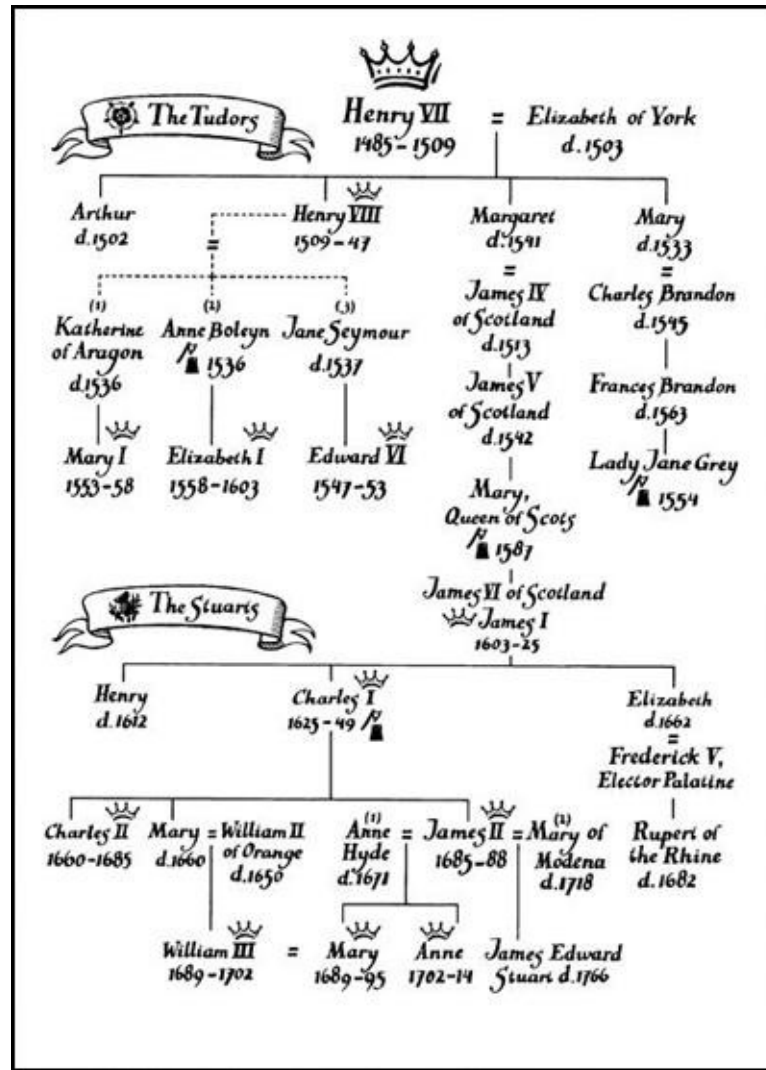 The Tudors
Henry VII = Elizabeth of York
1485-1509 d.1503
Arthur Henry VIII Margaret Mary
d.1502 1509-47 d.1541 d.1533
= = =
James IV Charles Brandon
of Scotland d.1545
d.1513
(1) (2) (3)
Katherine Anne Boleyn Jane Seymour
of Aragon 1536 d.1537
d.1536
James V Frances Brandon
of Scotland d.1563
d.1542
Mary I Elizabeth I Edward VI
1553-58 1558-1603 1547-53
Lady Jane Grey
1554
Mary,
Queen of Scots
1587
The Stuarts
James VI of Scotland
James I
1603-25
Henry Charles I Elizabeth
d.1612 1625-49 d.1662
=
Frederick V,
Elector Palatine
(1) (2)
Charles II Mary = William II Anne = James II = Mary of Rupert of
1660-1685 d.1660 of Orange Hyde 1685-88 Modena the Rhine
d.1650 d.1671 d.1718 d.1682
William III = Mary Anne James Edward
1689-1702 1689-95 1702-14 Stuart d.1766